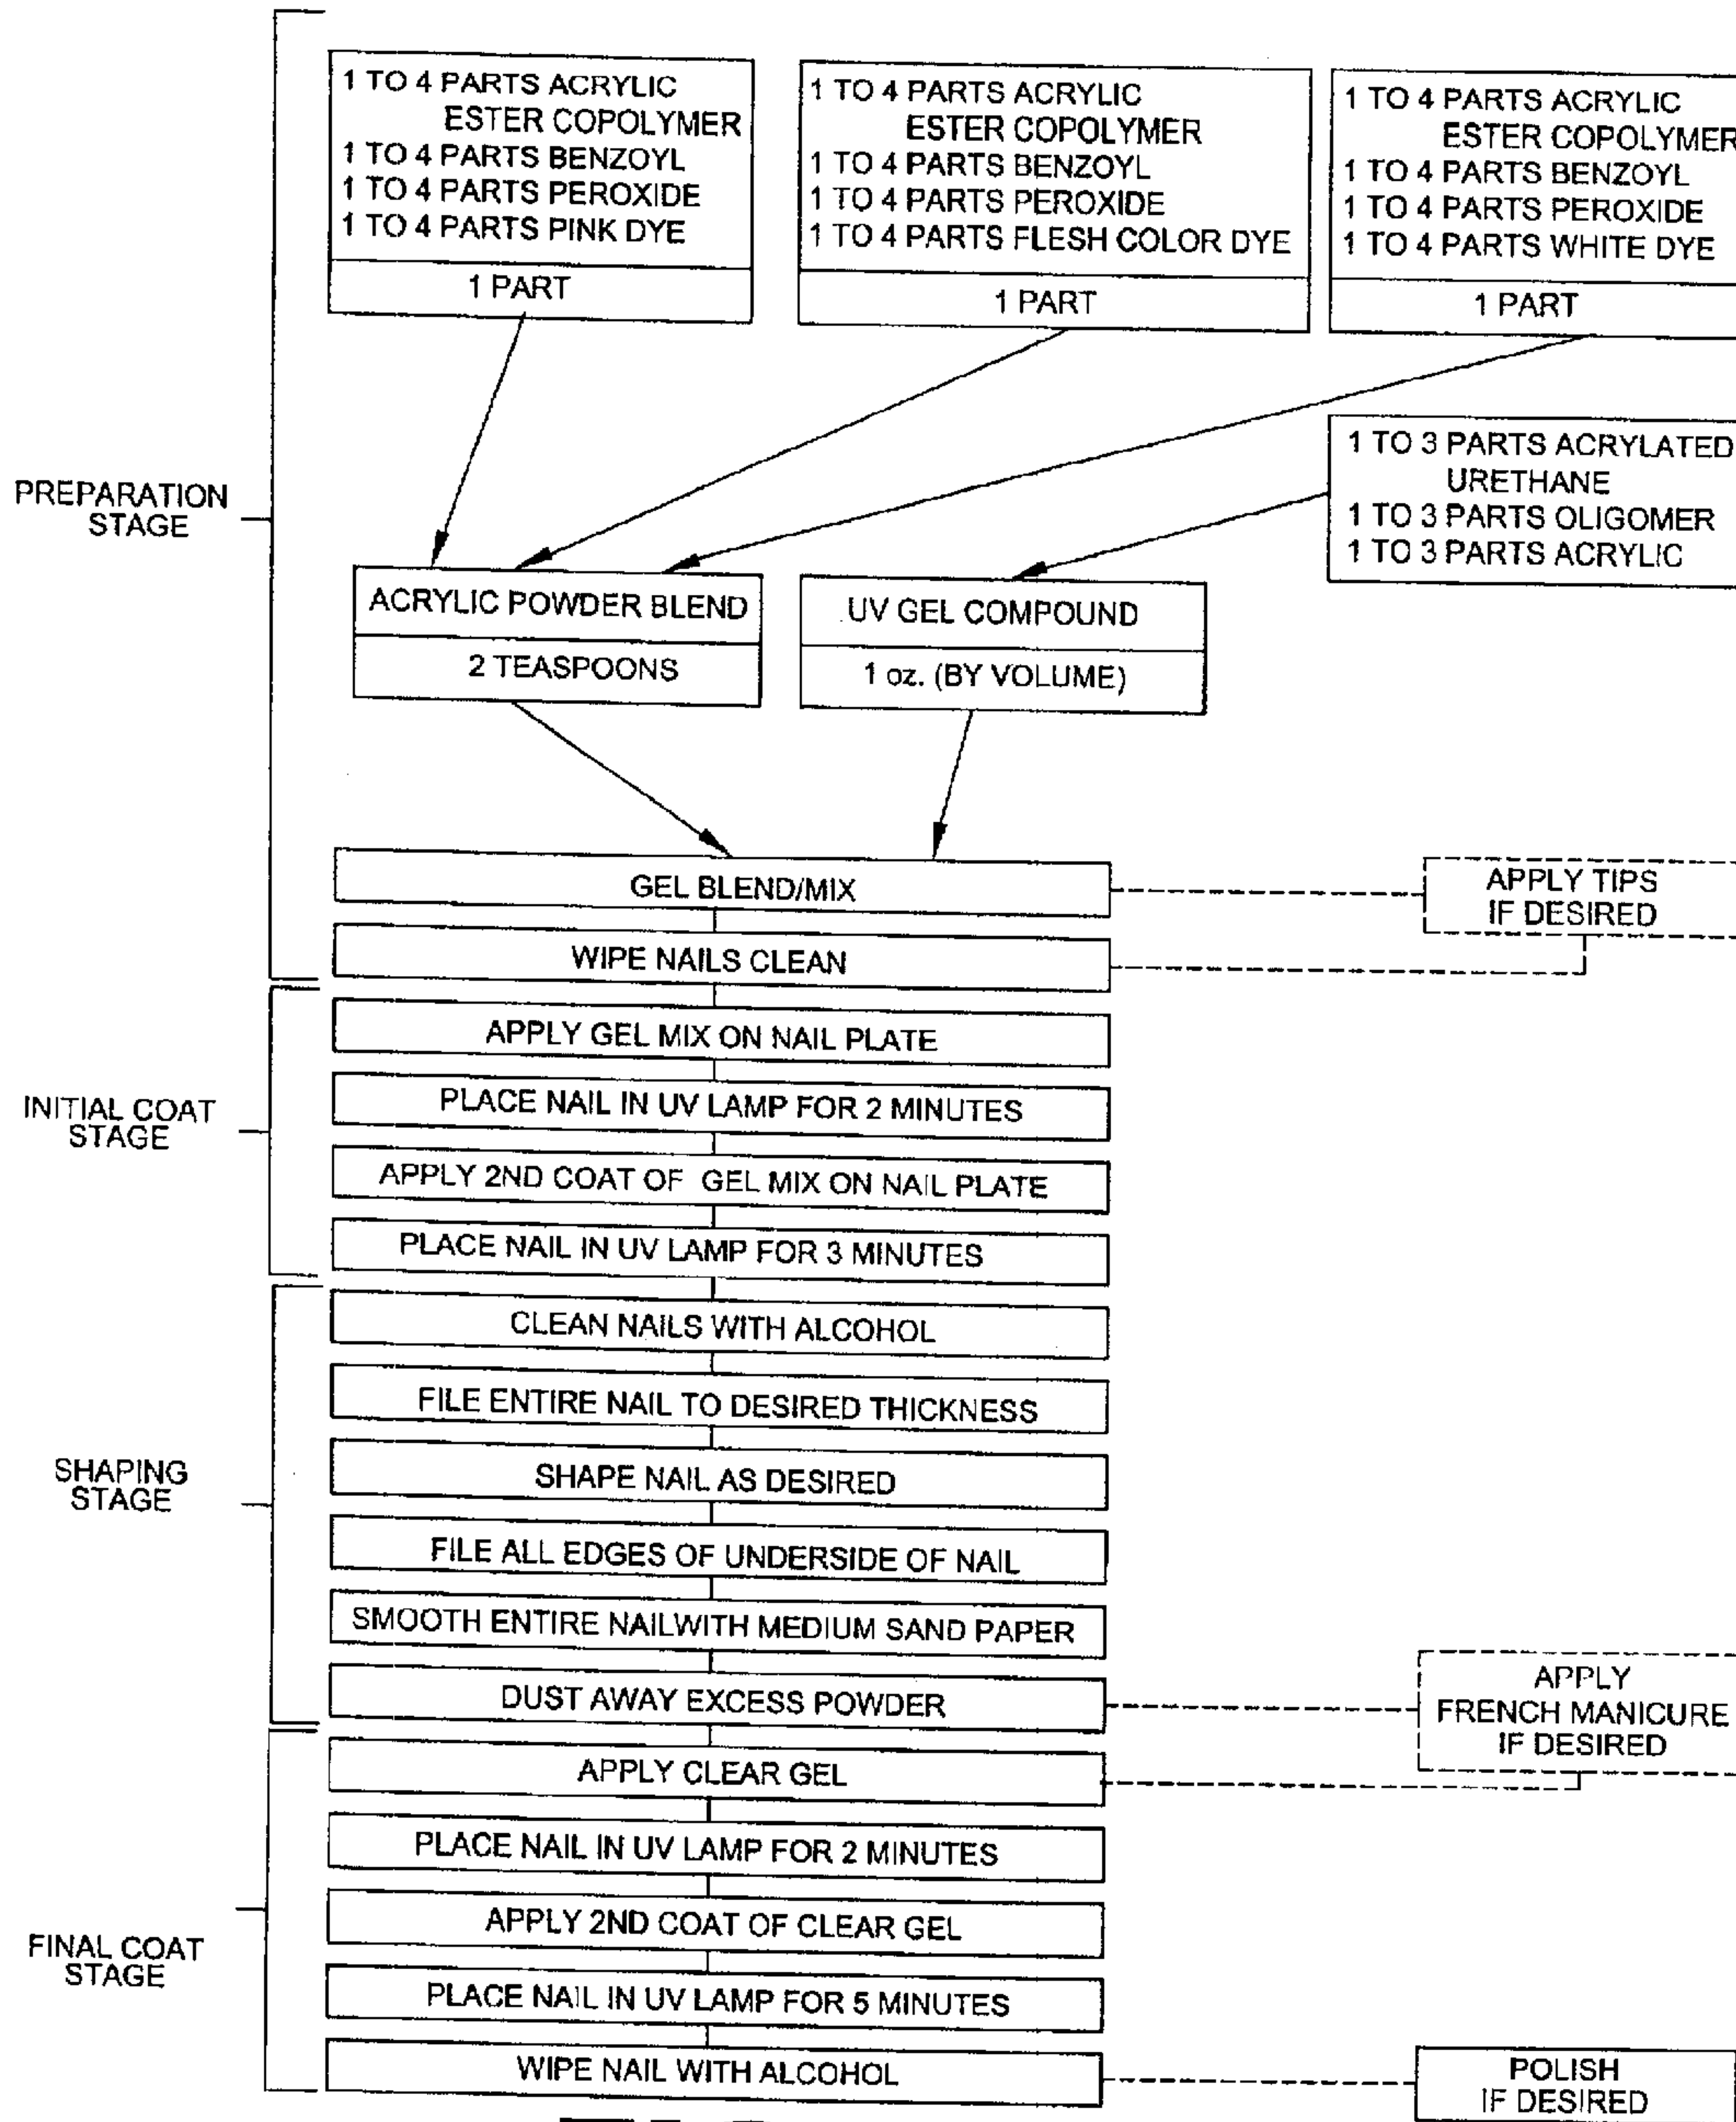 1 TO 4 PARTS ACRYLIC
ESTER COPOLYMER
1 TO 4 PARTS BENZOYL
1 TO 4 PARTS PEROXIDE
1 TO 4 PARTS PINK DYE
1 PART
1 TO 4 PARTS ACRYLIC
ESTER COPOLYMER
1 TO 4 PARTS BENZOYL
1 TO 4 PARTS PEROXIDE
1 TO 4 PARTS FLESH COLOR DYE
1 PART
1 TO 4 PARTS ACRYLIC
ESTER COPOLYMER
1 TO 4 PARTS BENZOYL
1 TO 4 PARTS PEROXIDE
1 TO 4 PARTS WHITE DYE
1 PART
1 TO 3 PARTS ACRYLATED
URETHANE
1 TO 3 PARTS OLIGOMER
1 TO 3 PARTS ACRYLIC
PREPARATION
STAGE
ACRYLIC POWDER BLEND
2 TEASPOONS
UV GEL COMPOUND
1 oz. (BY VOLUME)
GEL BLEND/MIX
APPLY TIPS
IF DESIRED
WIPE NAILS CLEAN
INITIAL COAT
STAGE
APPLY GEL MIX ON NAIL PLATE
PLACE NAIL IN UV LAMP FOR 2 MINUTES
APPLY 2ND COAT OF GEL MIX ON NAIL PLATE
PLACE NAIL IN UV LAMP FOR 3 MINUTES
SHAPING
STAGE
CLEAN NAILS WITH ALCOHOL
FILE ENTIRE NAIL TO DESIRED THICKNESS
SHAPE NAIL AS DESIRED
FILE ALL EDGES OF UNDERSIDE OF NAIL
SMOOTH ENTIRE NAILWITH MEDIUM SAND PAPER
DUST AWAY EXCESS POWDER
APPLY
FRENCH MANICURE
IF DESIRED
FINAL COAT
STAGE
APPLY CLEAR GEL
PLACE NAIL IN UV LAMP FOR 2 MINUTES
APPLY 2ND COAT OF CLEAR GEL
PLACE NAIL IN UV LAMP FOR 5 MINUTES
WIPE NAIL WITH ALCOHOL
POLISH
IF DESIRED